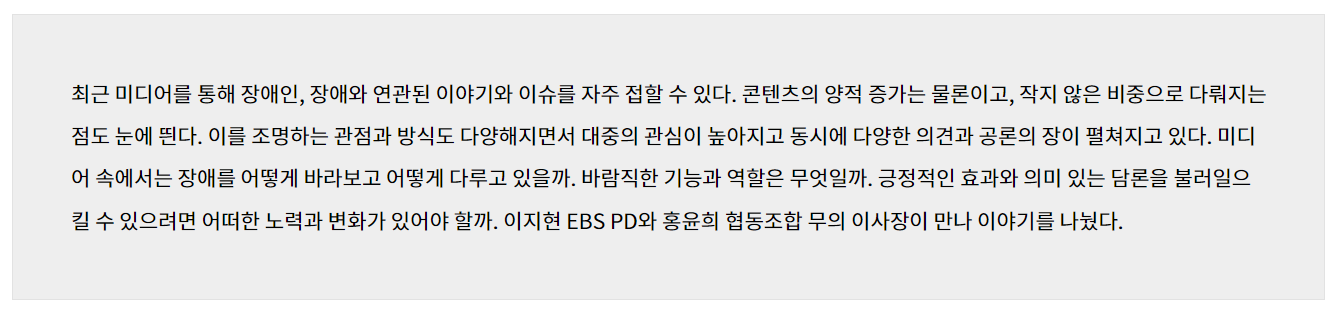 최근 미디어를 통해 장애인, 장애와 연관된 이야기와 이슈를 자주 접할 수 있다. 콘텐츠의 양적 증가는 물론이고, 작지 않은 비중으로 다뤄지는
점도 눈에 띈다. 이를 조명하는 관점과 방식도 다양해지면서 대중의 관심이 높아지고 동시에 다양한 의견과 공론의 장이 펼쳐지고 있다. 미디
어 속에서는 장애를 어떻게 바라보고 어떻게 다루고 있을까. 바람직한 기능과 역할은 무엇일까. 긍정적인 효과와 의미 있는 담론을 불러일으
킬 수 있으려면 어떠한 노력과 변화가 있어야 할까. 이지현 EBS PD와 홍윤희 협동조합 무의 이사장이 만나 이야기를 나눴다.